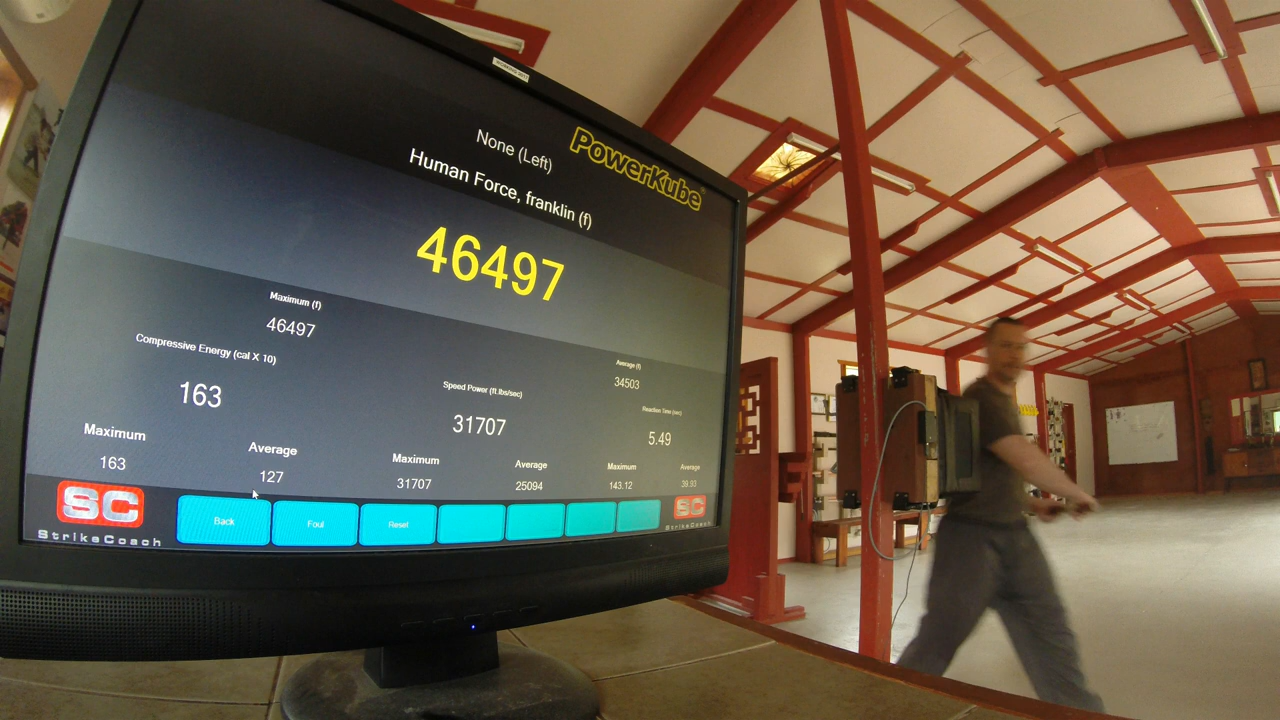 None (Left)
PowerKube
Human Force, franklin (f)
46497
Maximum (f)
46497
Compressive Energy (cal X 10)
163
Speed Power (ft.lbs/sec)
31707
Average (f)
34503
Reaction Time (sec)
5.49
Maximum
163
Average
127
Maximum
31707
Average
25094
Maximum
143.12
Average
39.93
SC
StrikeCoach
Back
Foul
Reset
SC
StrikeCoach